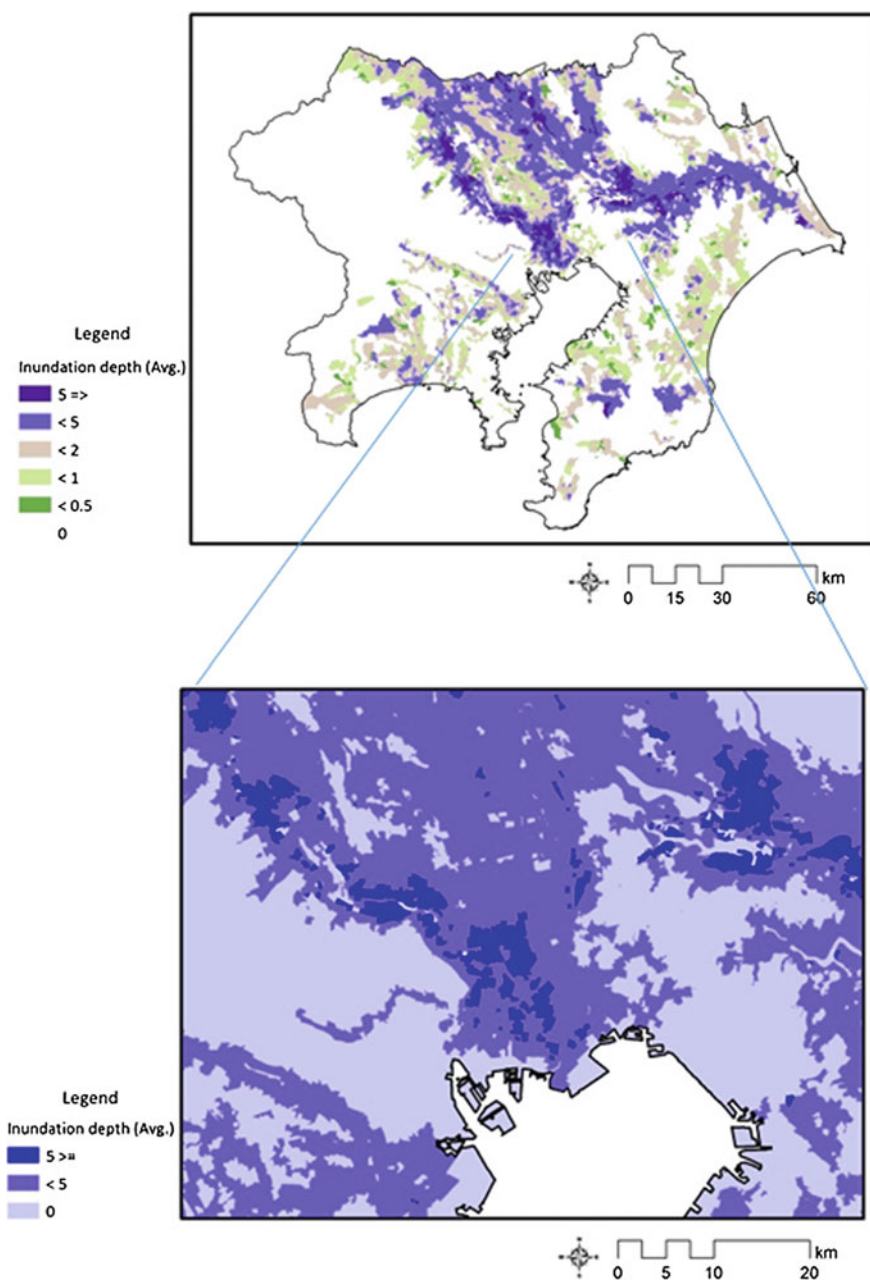 Legend
Inundation depth (Avg.)
5 =>
< 5
< 2
< 1
< 0.5
0
km
0 15 30 60
Legend
Inundation depth (Avg.)
5 >=
< 5
0
km
0 5 10 20